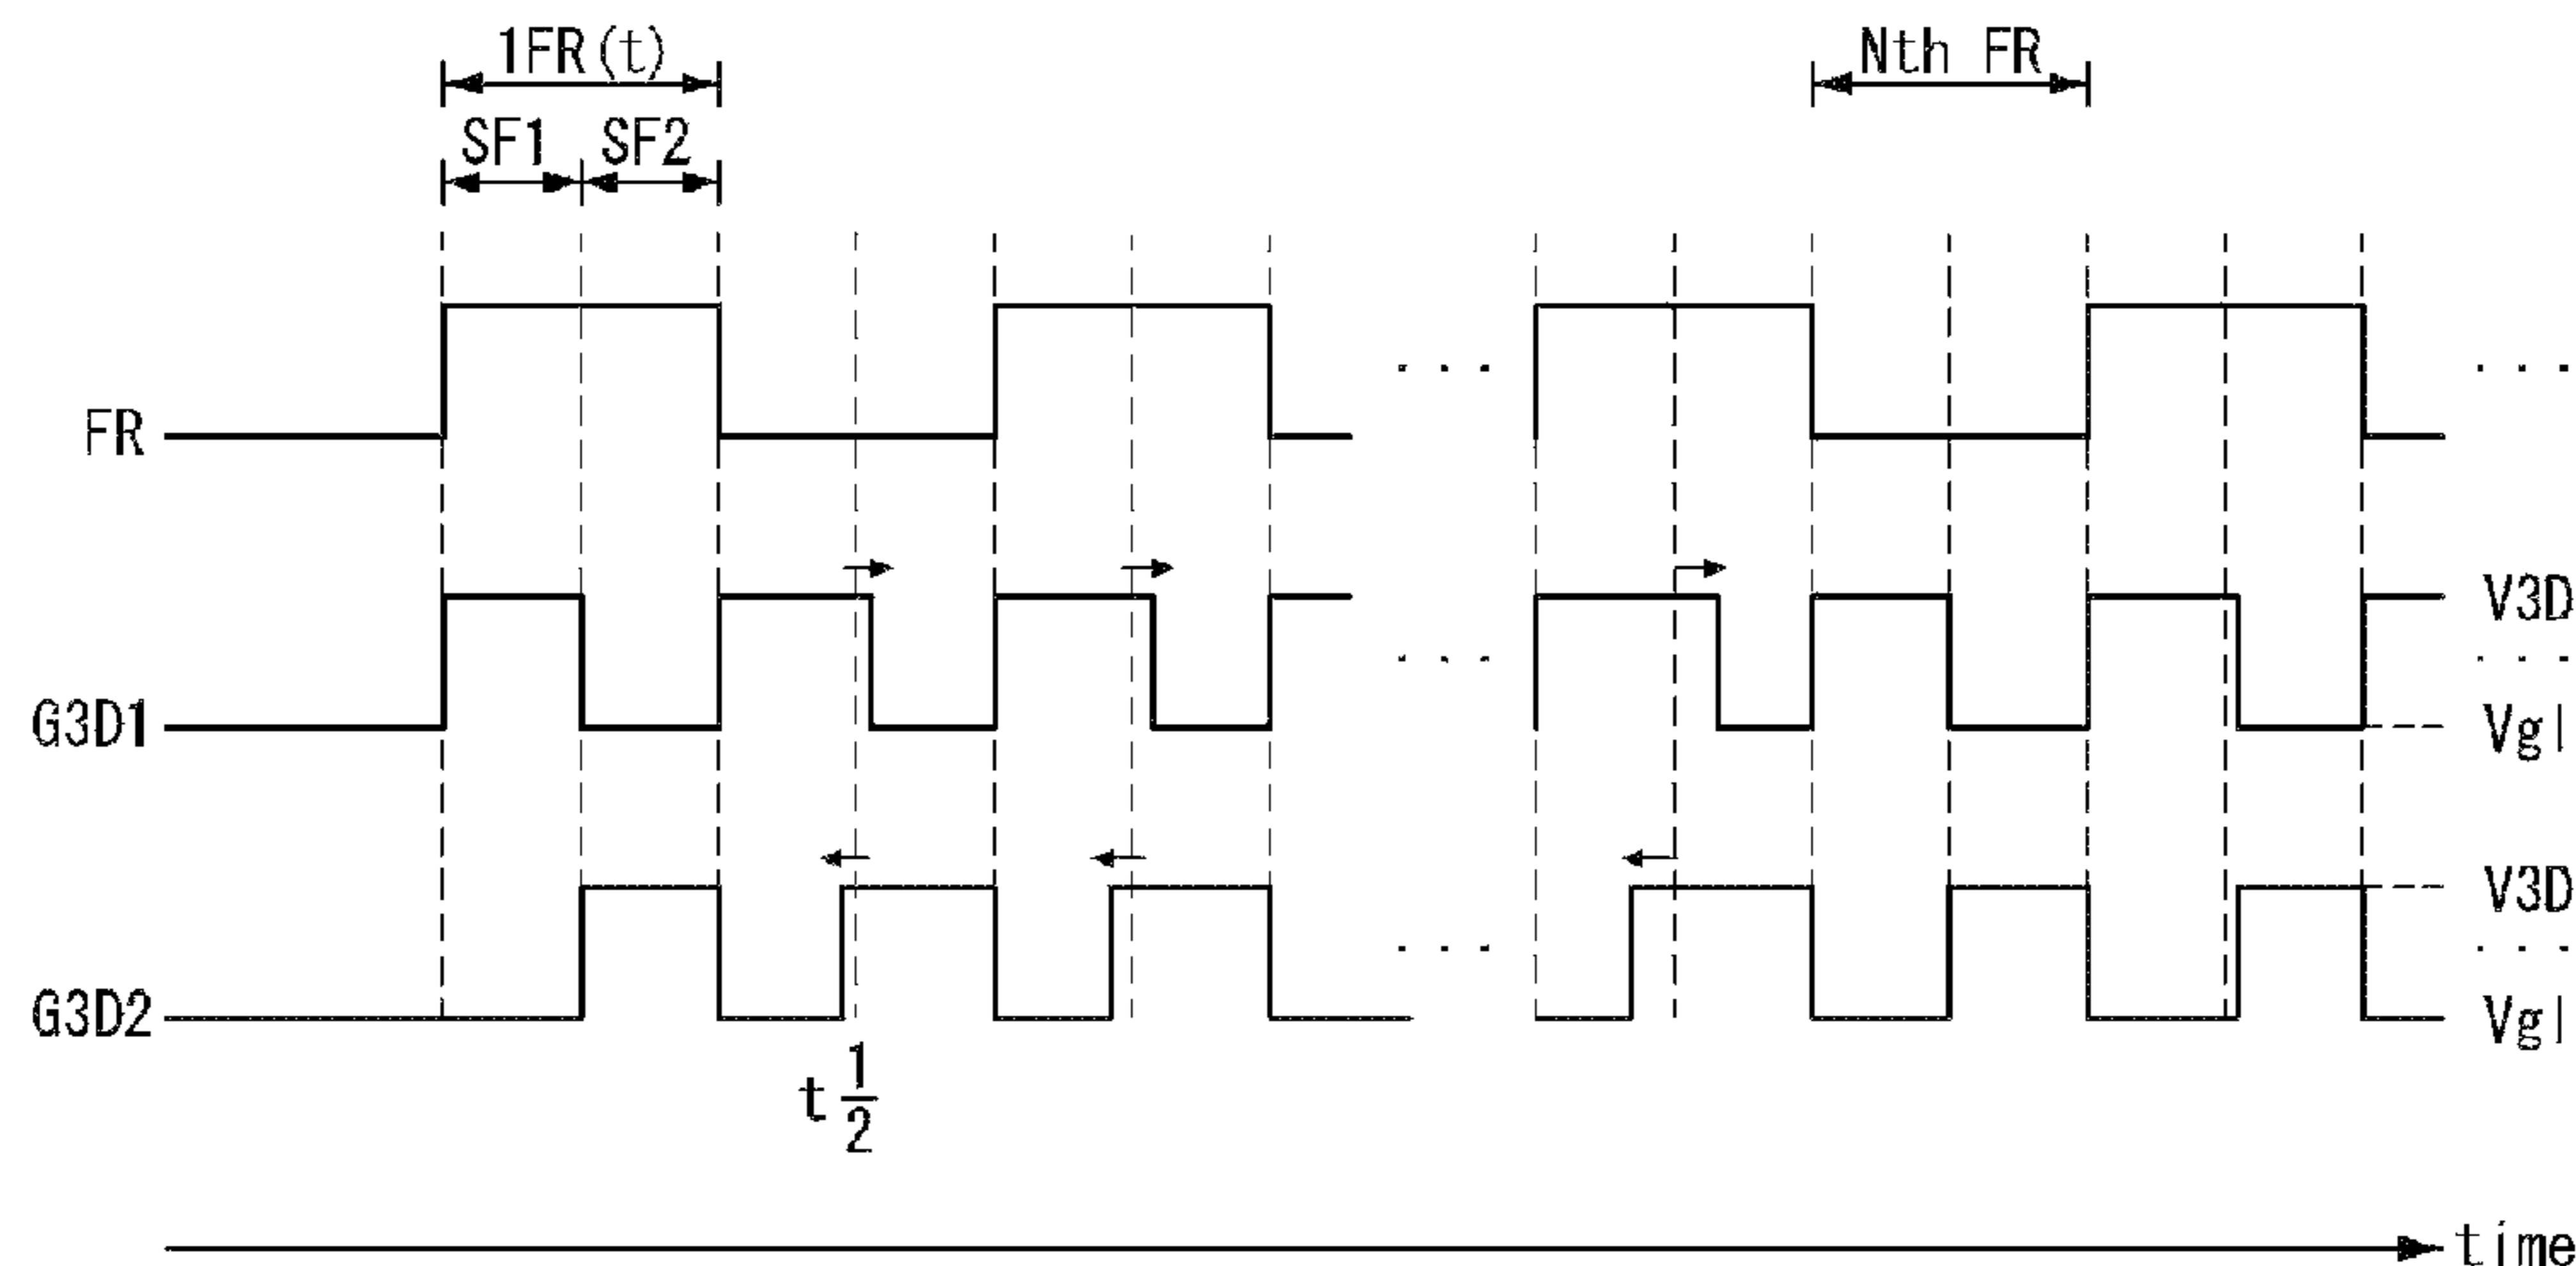 1FR(t) Nth FR
SF1 SF2
FR . . . . . .
V3D
. . . . . .
G3D1 Vgl
V3D
. . . . . .
G3D2 Vgl
t 1/2
time